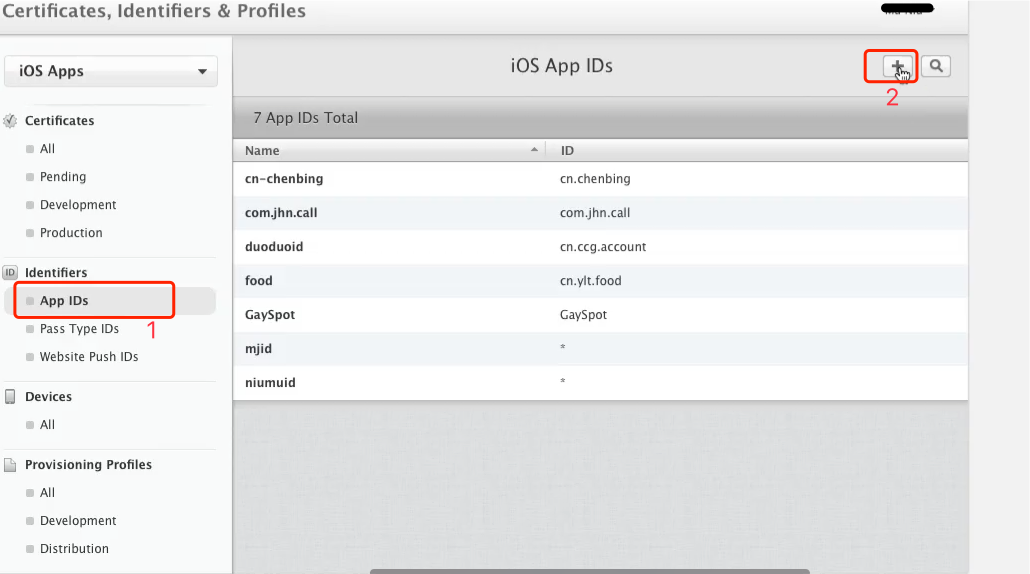 Certificates, Identifiers & Profiles
iOS Apps
iOS App IDs
2
7 App IDs Total
Certificates
All
Pending
Development
Production
Identifiers
ID
App IDs
1
Pass Type IDs
Website Push IDs
Devices
All
Provisioning Profiles
All
Development
Distribution
Name ID
cn-chenbing cn.chenbing
com.jhn.call com.jhn.call
duoduoid cn.ccg.account
food cn.ylt.food
GaySpot GaySpot
mjid *
niumuid *